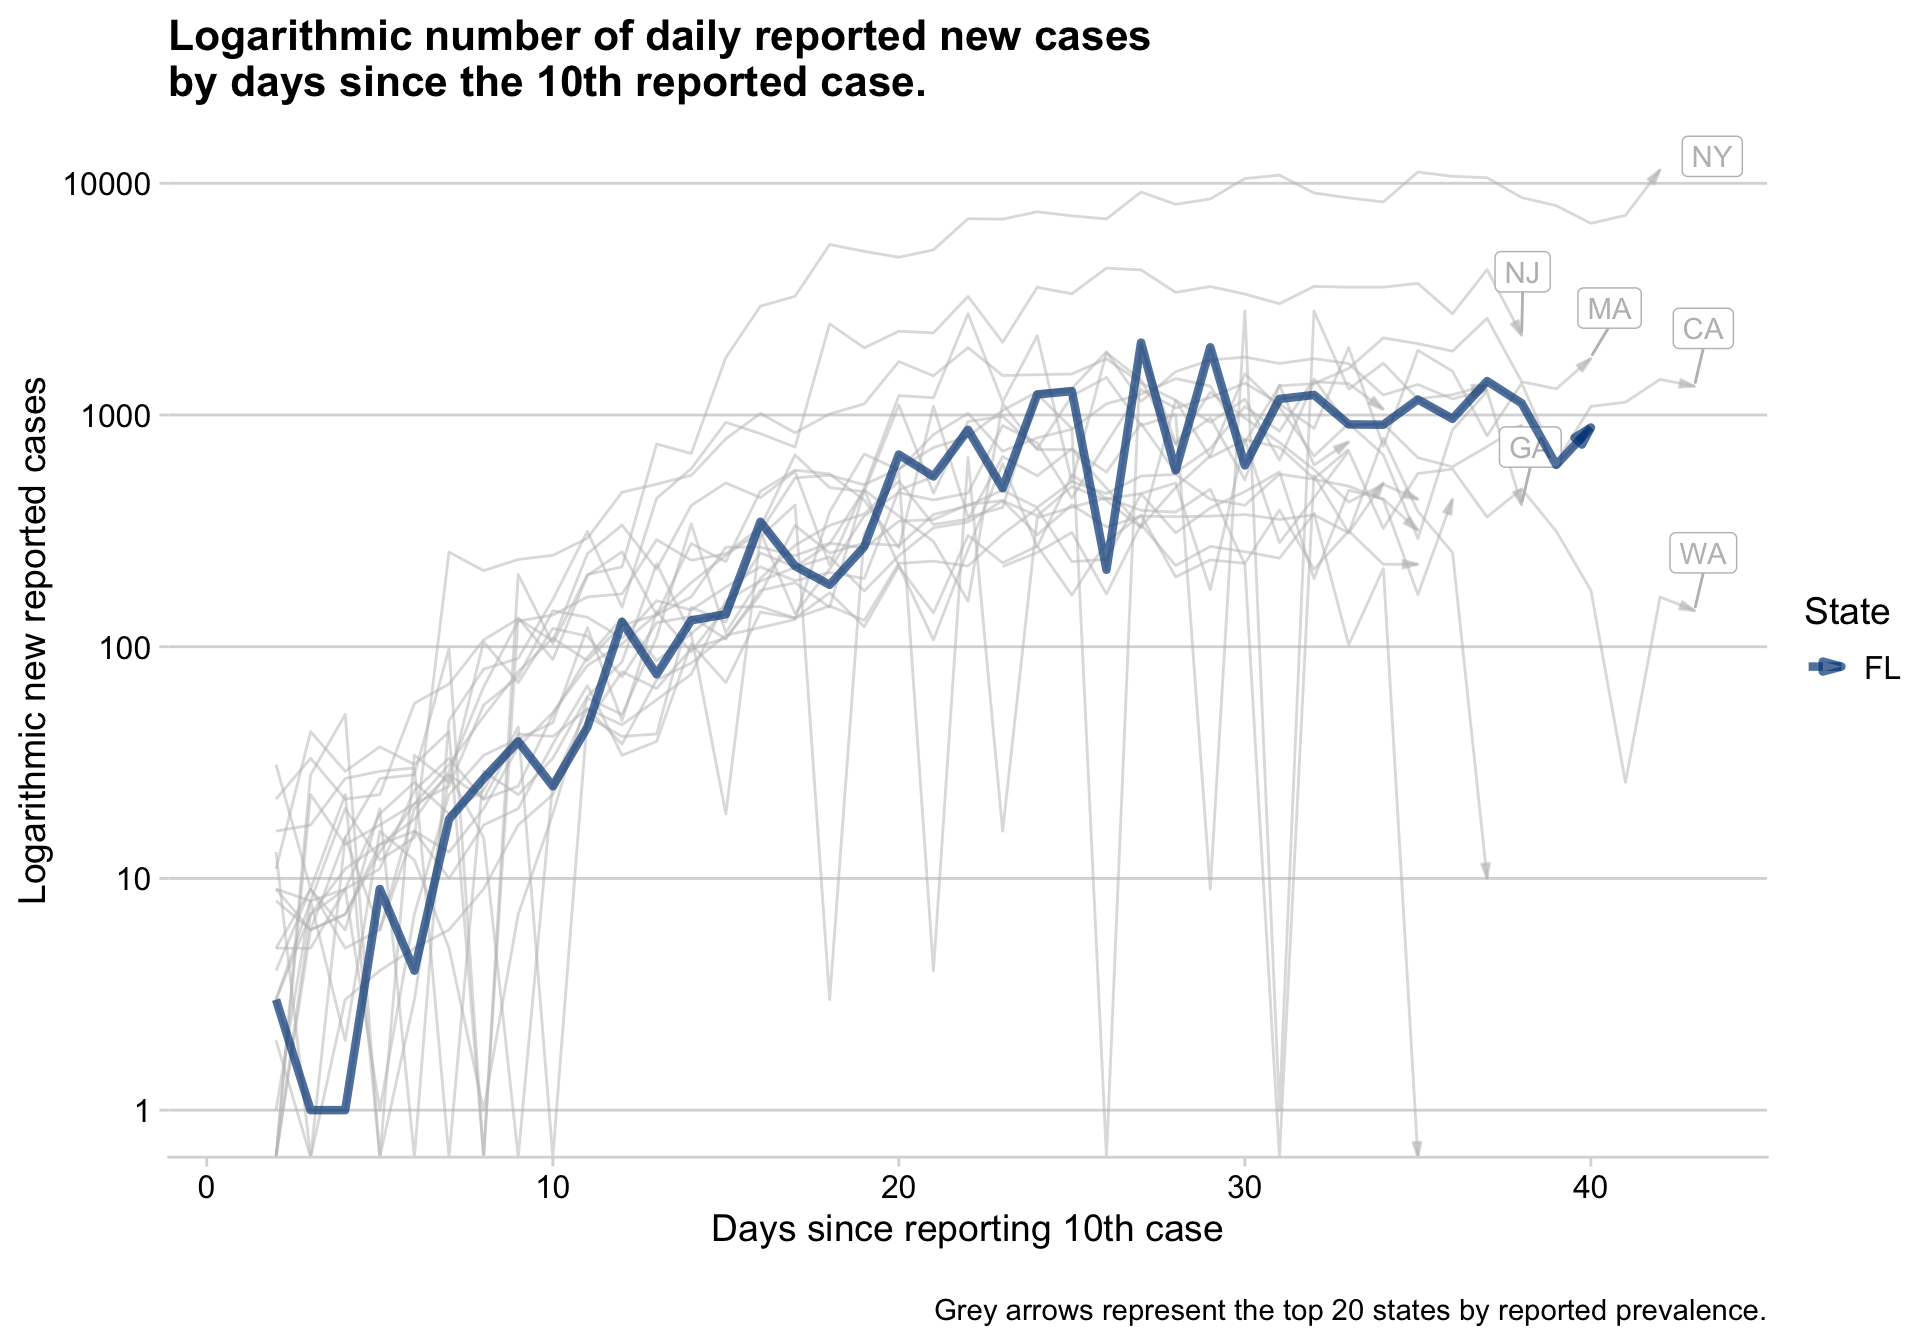 Logarithmic number of daily reported new cases
by days since the 10th reported case.
Logarithmic new reported cases
10000
1000
100
10
1
NY
NJ
MA
CA
GA
WA
State
FL
0
10
20
30
40
Days since reporting 10th case
Grey arrows represent the top 20 states by reported prevalence.